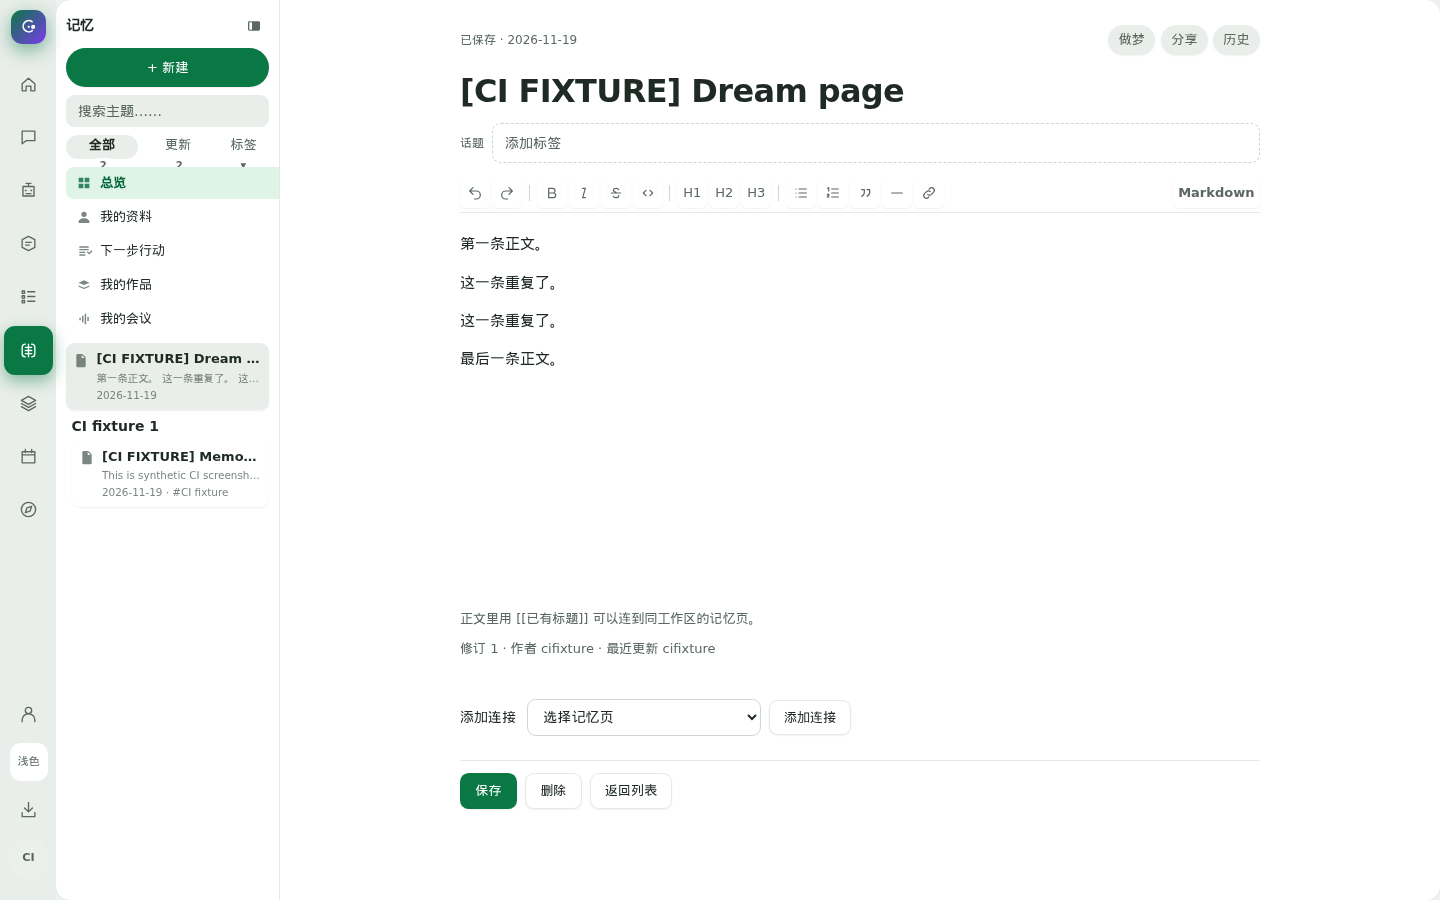 记忆
+ 新建
搜索主题......
全部 更新 标签
2 2 ▾
总览
我的资料
下一步行动
我的作品
我的会议
[CI FIXTURE] Dream ...
第一条正文。 这一条重复了。 这...
2026-11-19
CI fixture 1
[CI FIXTURE] Memo...
This is synthetic CI screensh...
2026-11-19 · #CI fixture
浅色
CI
已保存 · 2026-11-19
做梦 分享 历史
[CI FIXTURE] Dream page
话题 添加标签
B I S <> H1 H2 H3 Markdown
第一条正文。
这一条重复了。
这一条重复了。
最后一条正文。
正文里用 [[已有标题]] 可以连到同工作区的记忆页。
修订 1 · 作者 cifixture · 最近更新 cifixture
添加连接 选择记忆页 添加连接
保存 删除 返回列表